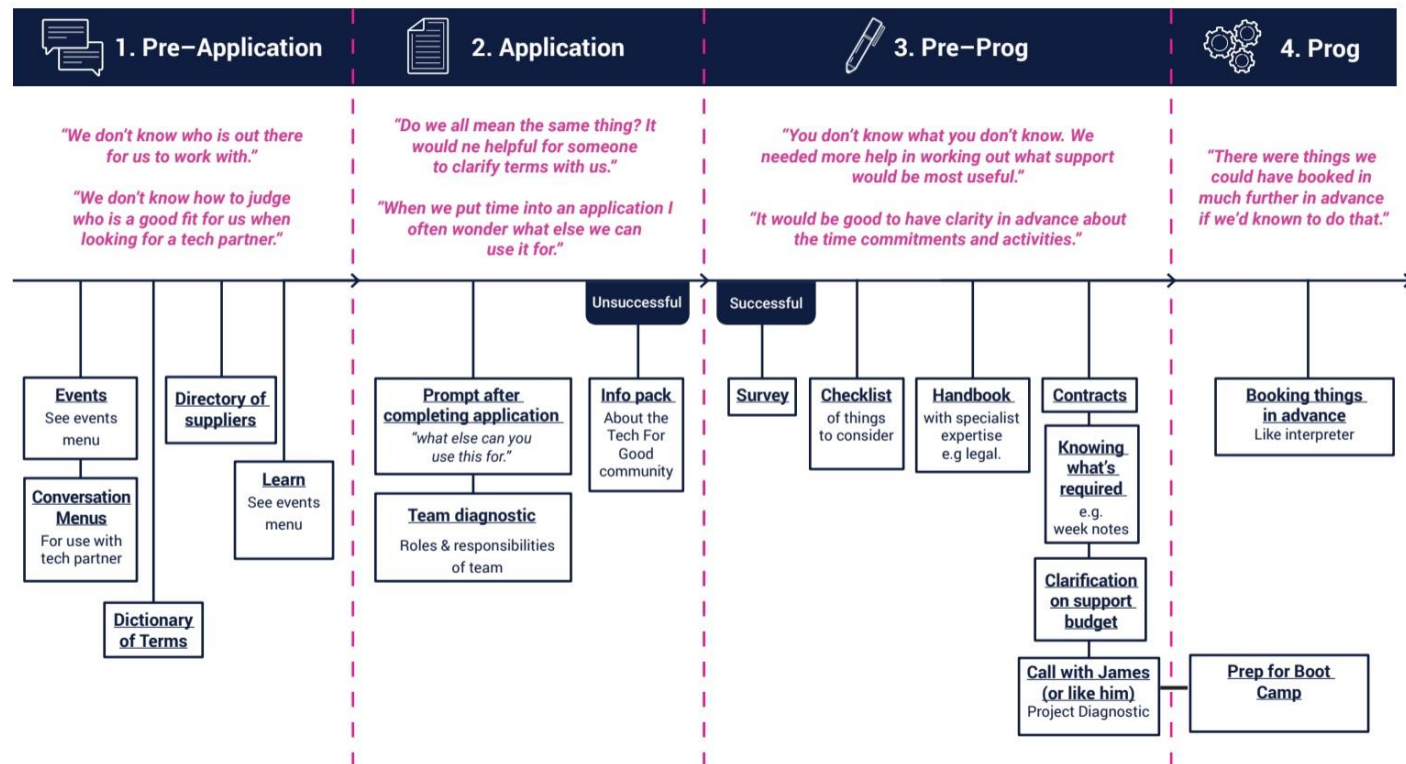 1. Pre–Application
2. Application
3. Pre–Prog
4. Prog
“We don’t know who is out there
for us to work with.”
“We don’t know how to judge
who is a good fit for us when
looking for a tech partner.”
“Do we all mean the same thing? It
would ne helpful for someone
to clarify terms with us.”
“When we put time into an application I
often wonder what else we can
use it for.”
“You don’t know what you don’t know. We
needed more help in working out what support
would be most useful.”
“It would be good to have clarity in advance about
the time commitments and activities.”
“There were things we
could have booked in
much further in advance
if we’d known to do that.”
Unsuccessful
Successful
Events
See events
menu
Conversation
Menus
For use with
tech partner
Dictionary
of Terms
Directory of
suppliers
Learn
See events
menu
Prompt after
completing application
“what else can you
use this for.”
Team diagnostic
Roles & responsibilities
of team
Info pack
About the
Tech For
Good
community
Survey
Checklist
of things
to consider
Handbook
with specialist
expertise
e.g legal.
Contracts
Knowing
what’s
required
e.g.
week notes
Clarification
on support
budget
Call with James
(or like him)
Project Diagnostic
Booking things
in advance
Like interpreter
Prep for Boot
Camp